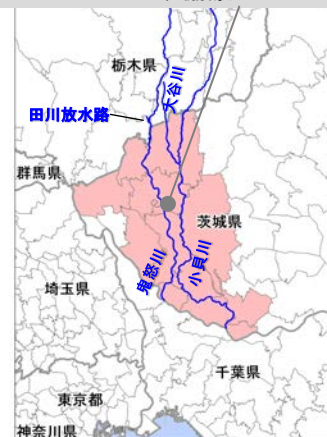 栃木県
大谷川
田川放水路
群馬県
茨城県
鬼怒川
小貝川
埼玉県
千葉県
東京都
神奈川県